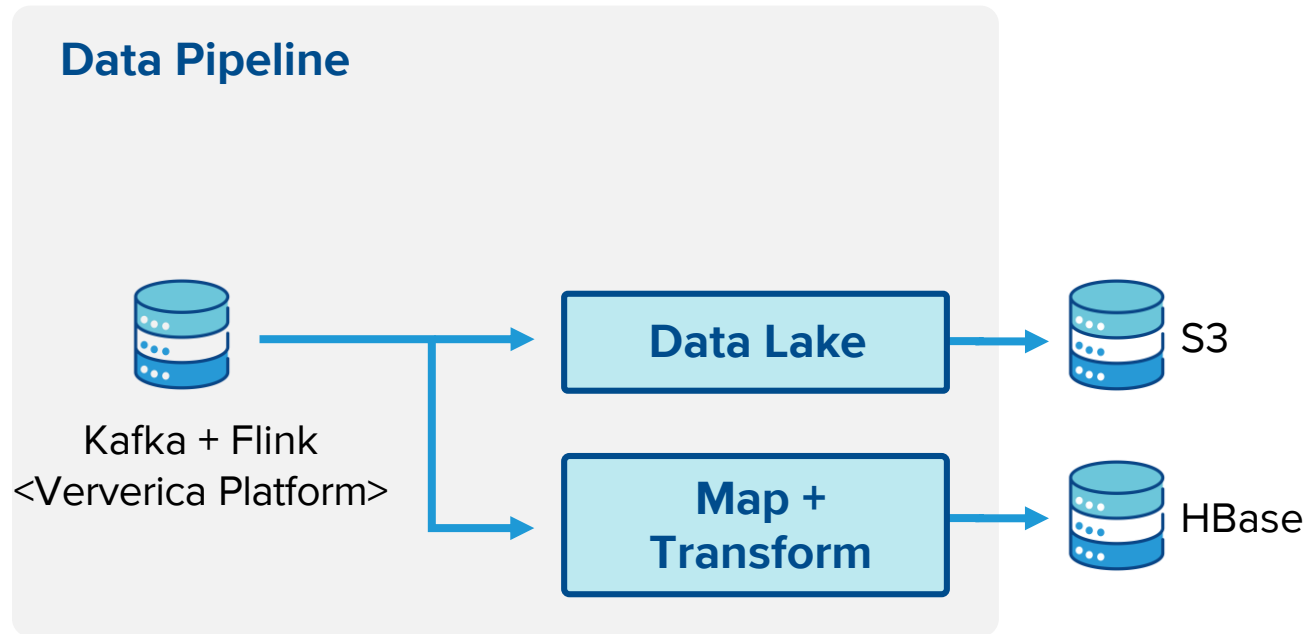 Data Pipeline
Kafka + Flink
<Ververica Platform>
Data Lake
S3
Map +
Transform
HBase